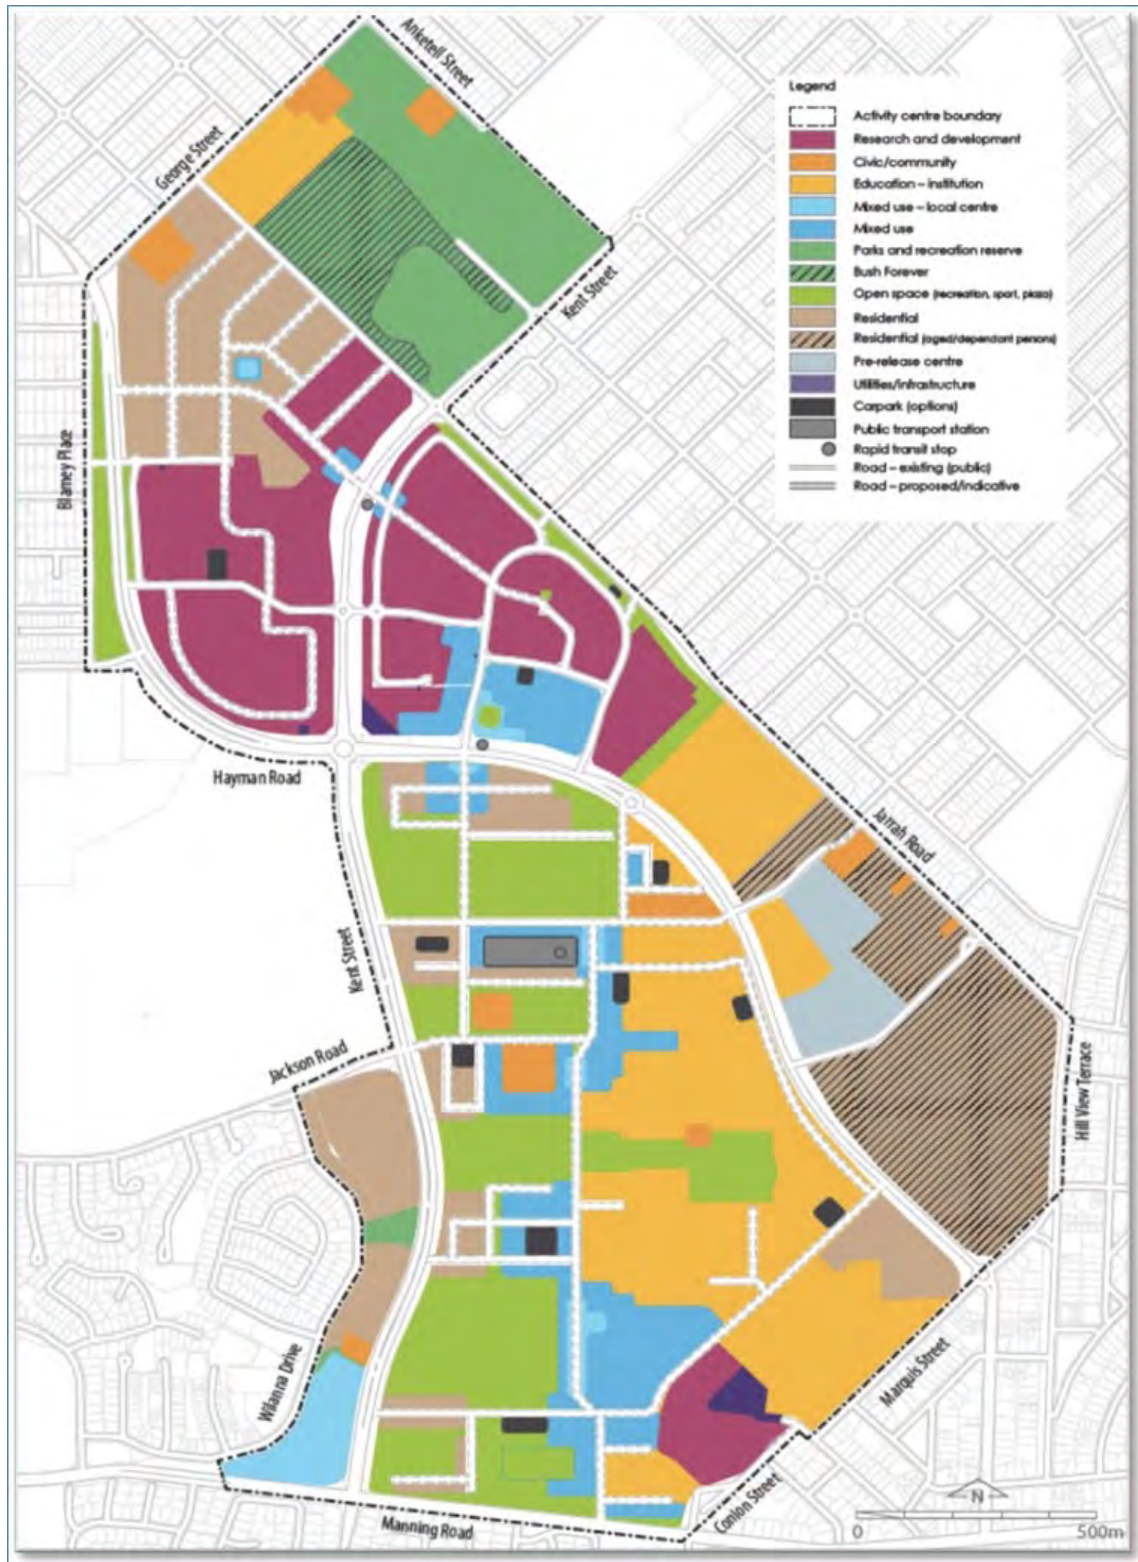 Anketell Street
George Street
Kent Street
Legend
Activity centre boundary
Research and development
Civic/community
Education – institution
Mixed use – local centre
Mixed use
Parks and recreation reserve
Bush Forever
Open space (recreation, sport, plaza)
Residential
Residential (aged/dependant persons)
Pre-release centre
Utilities/infrastructure
Carpark (options)
Public transport station
Rapid transit stop
Road – existing (public)
Road – proposed/indicative
Blamey Place
Hayman Road
Jarrah Road
Kent Street
Jackson Road
Hill View Terrace
Wilanna Drive
Marquis Street
Conlon Street
Manning Road
N
0 500m